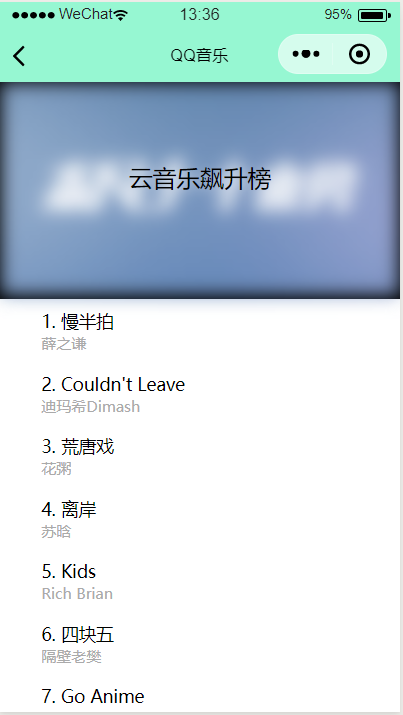 WeChat 13:36 95%
QQ音乐
云音乐飙升榜
1. 慢半拍
薛之谦
2. Couldn't Leave
迪玛希Dimash
3. 荒唐戏
花粥
4. 离岸
苏晗
5. Kids
Rich Brian
6. 四块五
隔壁老樊
7. Go Anime